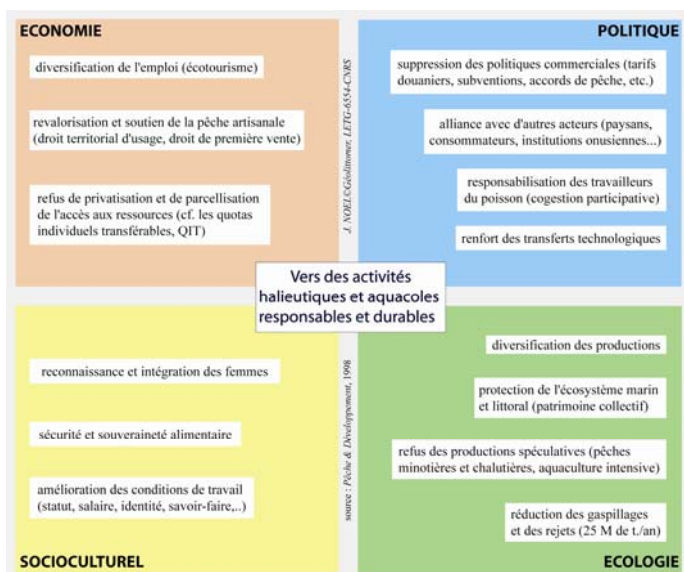 ECONOMIE
diversification de l'emploi (écotourisme)
revalorisation et soutien de la pêche artisanale
(droit territorial d'usage, droit de première vente)
refus de privatisation et de parcellisation
de l'accès aux ressources (cf. les quotas
individuels transférables, QIT)
J. NOEL©Géolittomer, LETG-6554-CNRS
POLITIQUE
suppression des politiques commerciales (tarifs
douaniers, subventions, accords de pêche, etc.)
alliance avec d'autres acteurs (paysans,
consommateurs, institutions onusiennes...)
responsabilisation des travailleurs
du poisson (cogestion participative)
renfort des transferts technologiques
Vers des activités
halieutiques et aquacoles
responsables et durables
reconnaissance et intégration des femmes
sécurité et souveraineté alimentaire
amélioration des conditions de travail
(statut, salaire, identité, savoir-faire,..)
SOCIOCULTUREL
source : Pêche & Développement, 1998
diversification des productions
protection de l'écosystème marin
et littoral (patrimoine collectif)
refus des productions spéculatives (pêches
minotières et chalutières, aquaculture intensive)
réduction des gaspillages
et des rejets (25 M de t./an)
ECOLOGIE